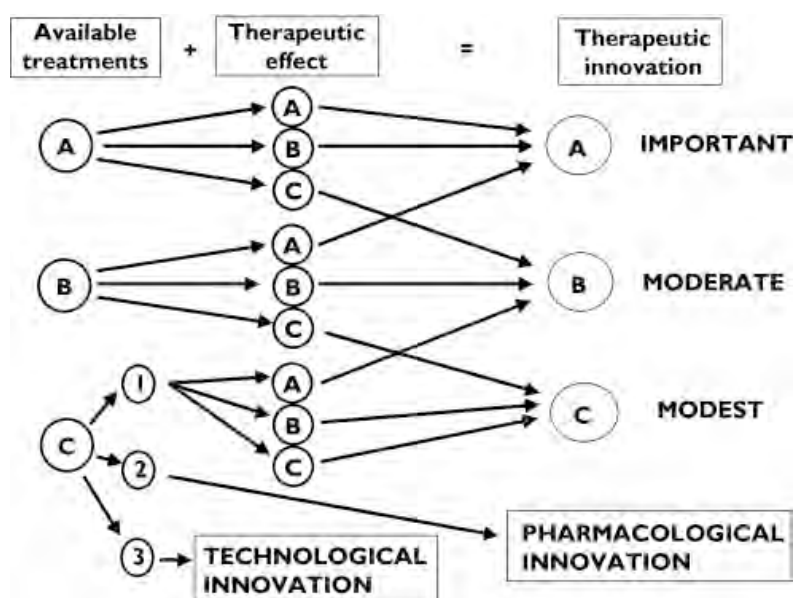 Available treatments + Therapeutic effect = Therapeutic innovation
A
A
B
C
A IMPORTANT
B
A
B
C
B MODERATE
C
1
2
3
A
B
C
C MODEST
PHARMACOLOGICAL
INNOVATION
TECHNOLOGICAL
INNOVATION